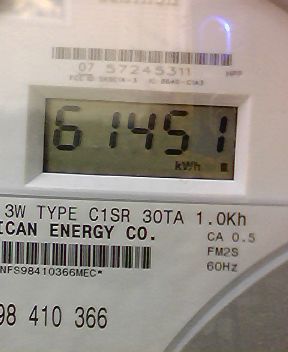 07 57245311 HPP
61451
kWh
3W TYPE C1SR 30TA 1.0Kh
ICAN ENERGY CO.
CA 0.5
FM2S
60Hz
NFS98410366MEC*
98 410 366